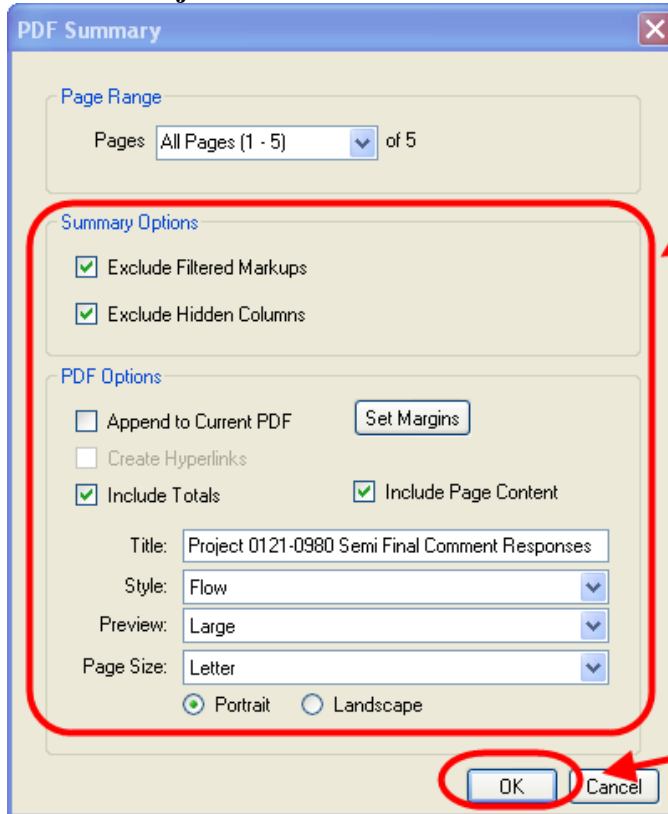 PDF Summary
Page Range
Pages All Pages (1 - 5) of 5
Summary Options
Exclude Filtered Markups
Exclude Hidden Columns
PDF Options
Append to Current PDF Set Margins
Create Hyperlinks
Include Totals Include Page Content
Title: Project 0121-0980 Semi Final Comment Responses
Style: Flow
Preview: Large
Page Size: Letter
Portrait Landscape
OK Cancel